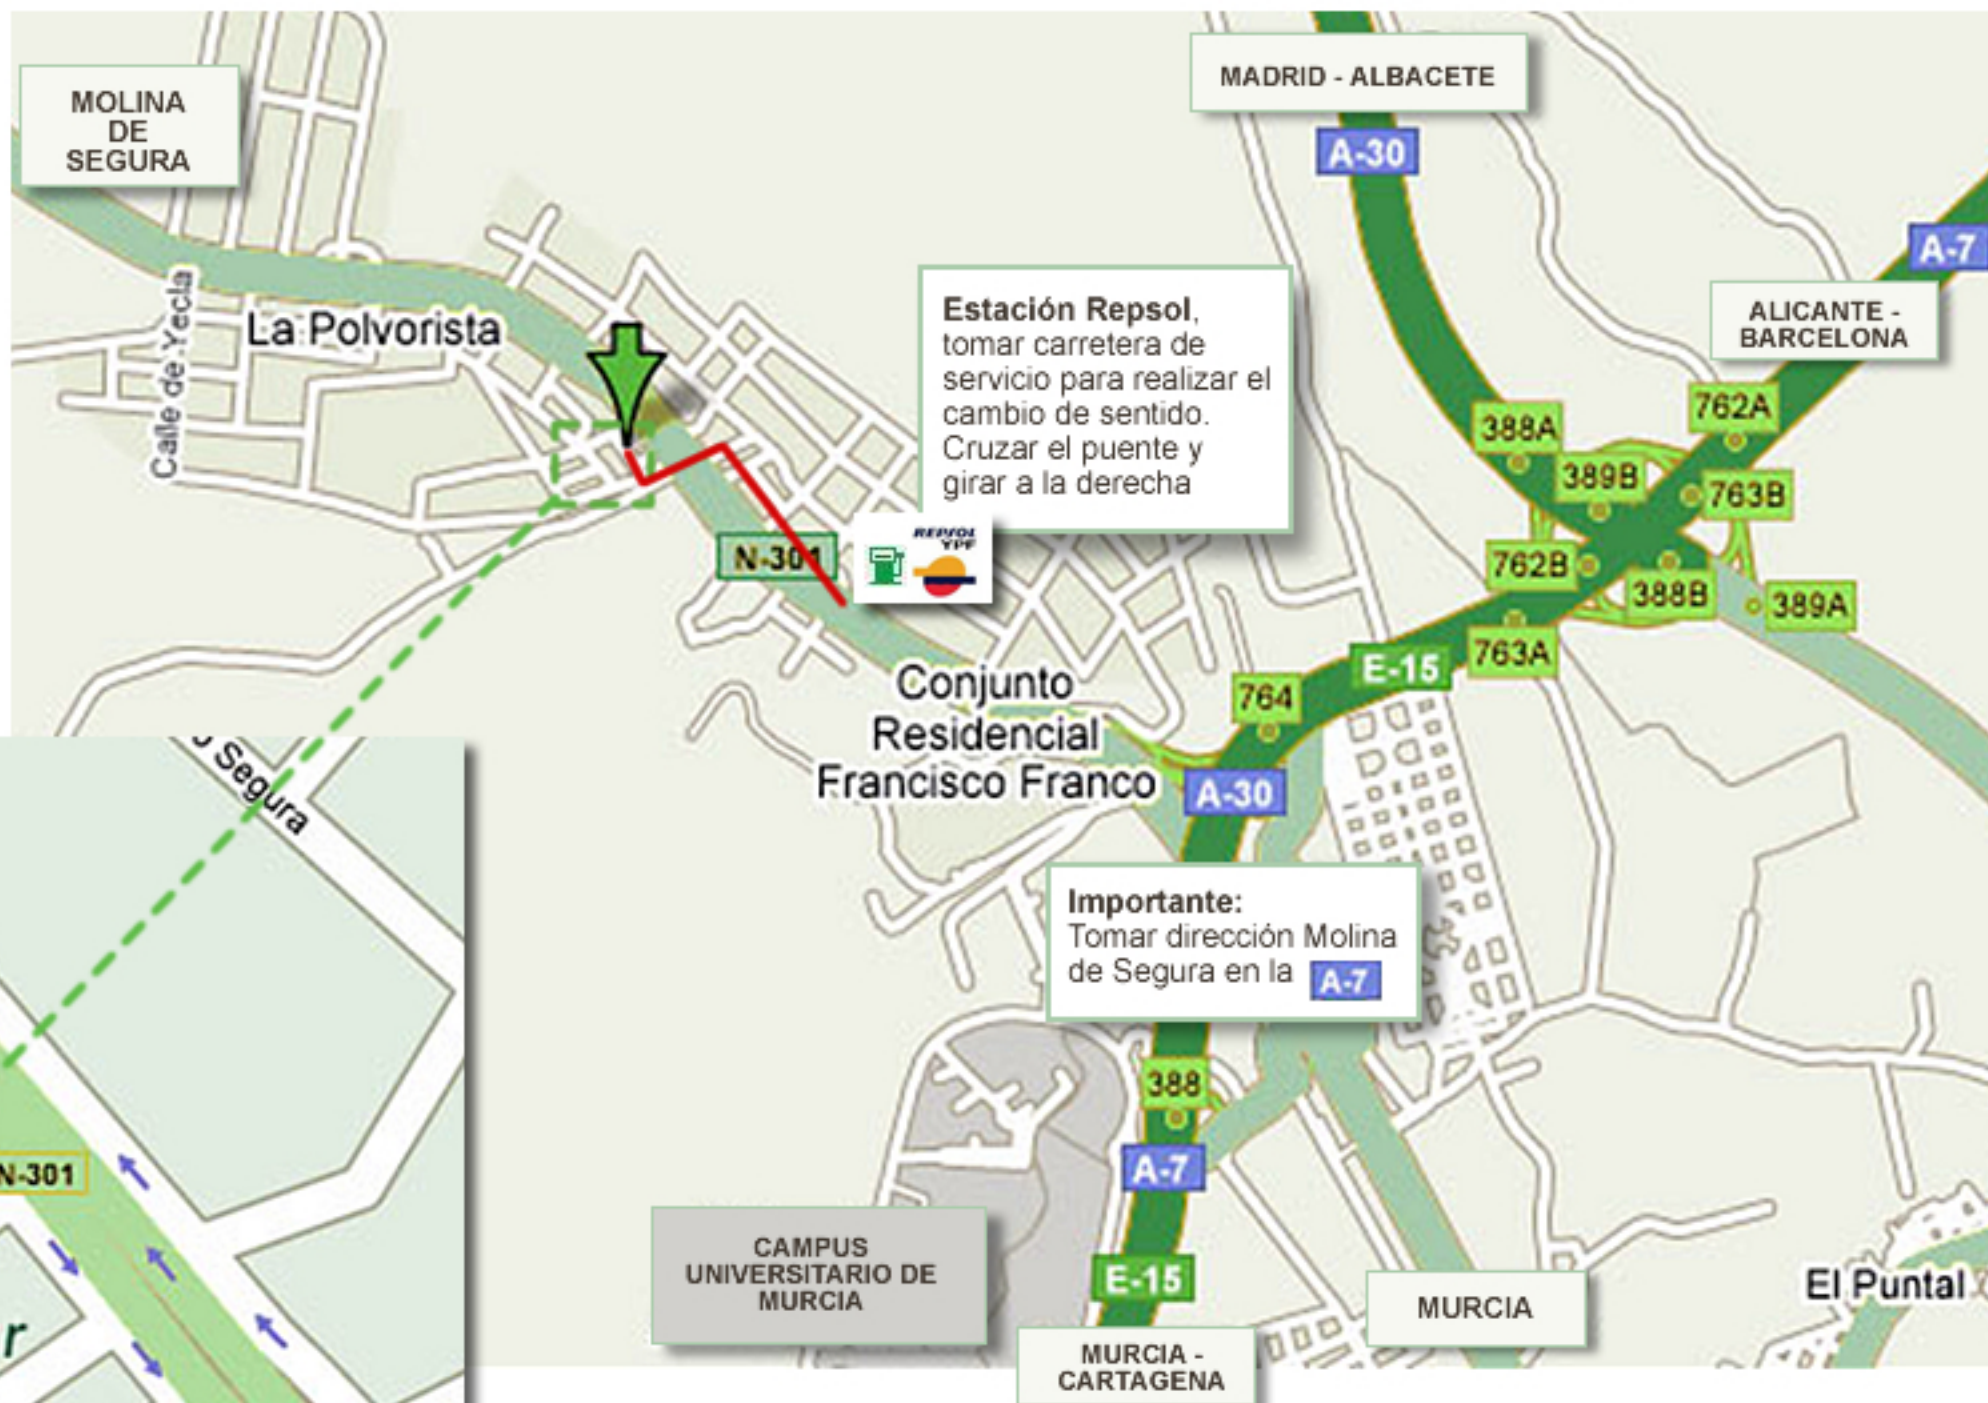 MOLINA
DE
SEGURA
MADRID - ALBACETE
A-30
A-7
ALICANTE -
BARCELONA
La Polvorista
Calle de Yecla
Estación Repsol,
tomar carretera de
servicio para realizar el
cambio de sentido.
Cruzar el puente y
girar a la derecha
REPSOL
YPF
N-301
388A
762A
389B
763B
762B
388B
389A
763A
E-15
764
Conjunto
Residencial
Francisco Franco
A-30
Segura
Importante:
Tomar dirección Molina
de Segura en la A-7
388
A-7
N-301
E-15
CAMPUS
UNIVERSITARIO DE
MURCIA
MURCIA
El Puntal
MURCIA -
CARTAGENA
r